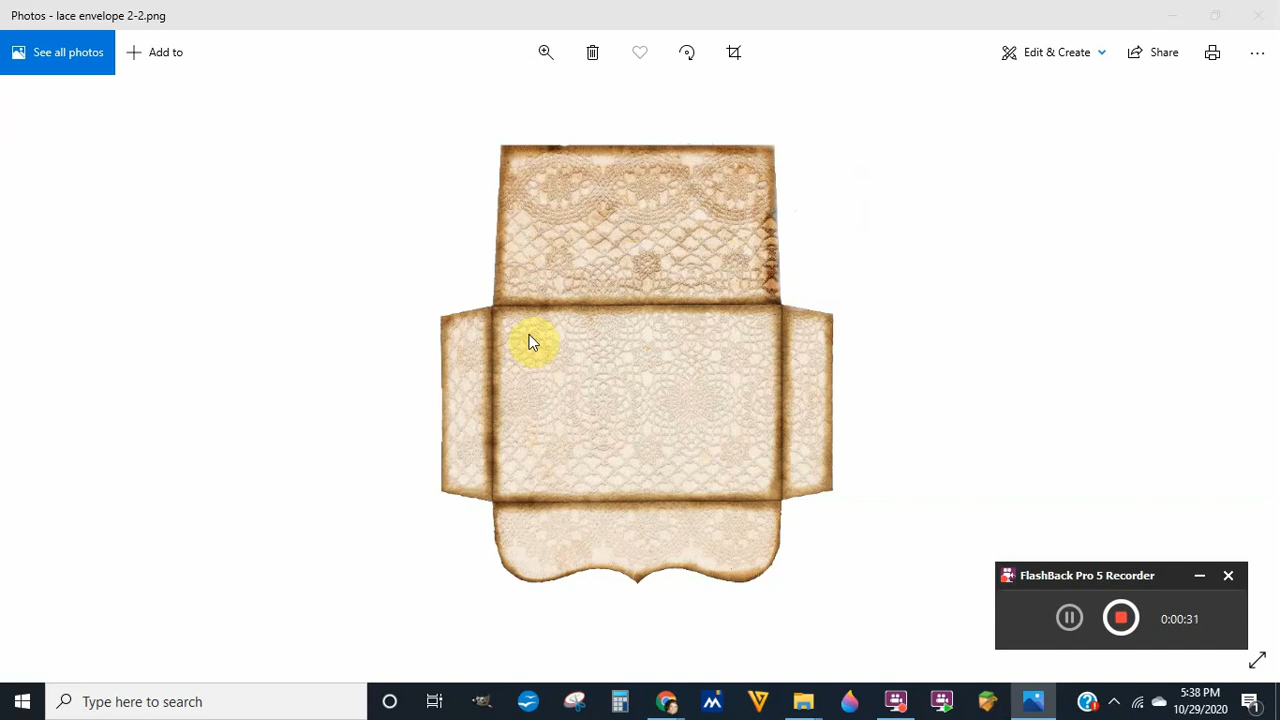 Photos - lace envelope 2-2.png
See all photos
Add to
Edit & Create
Share
FlashBack Pro 5 Recorder
0:00:31
Type here to search
5:38 PM
10/29/2020
1